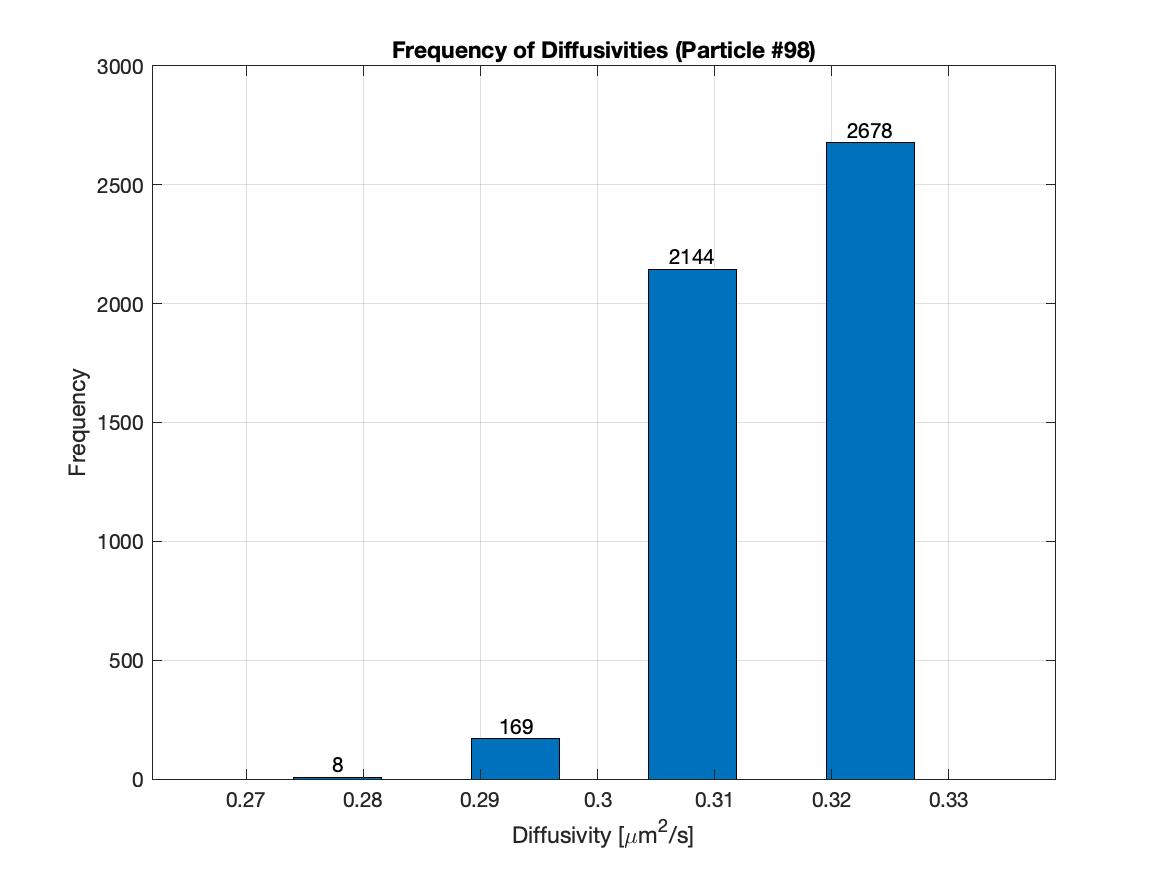 Frequency of Diffusivities (Particle #98)
3000
2500
2000
1500
1000
500
0
Frequency
8
169
2144
2678
0.27 0.28 0.29 0.3 0.31 0.32 0.33
Diffusivity [μm²/s]